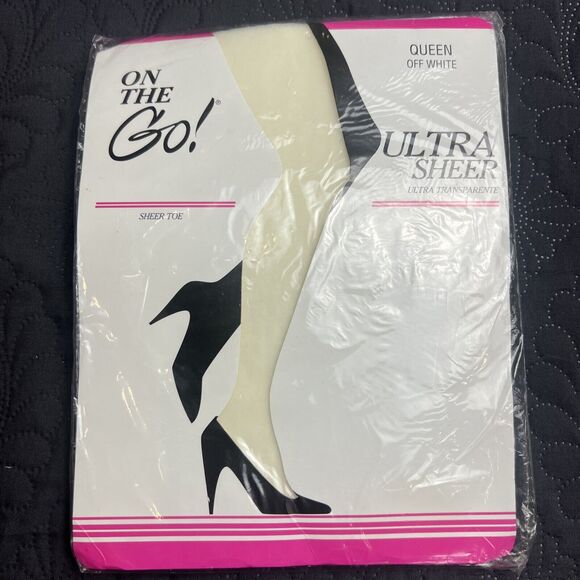 ON
THE
Go!®
QUEEN
OFF WHITE
ULTRA
SHEER
ULTRA TRANSPARENTE
SHEER TOE